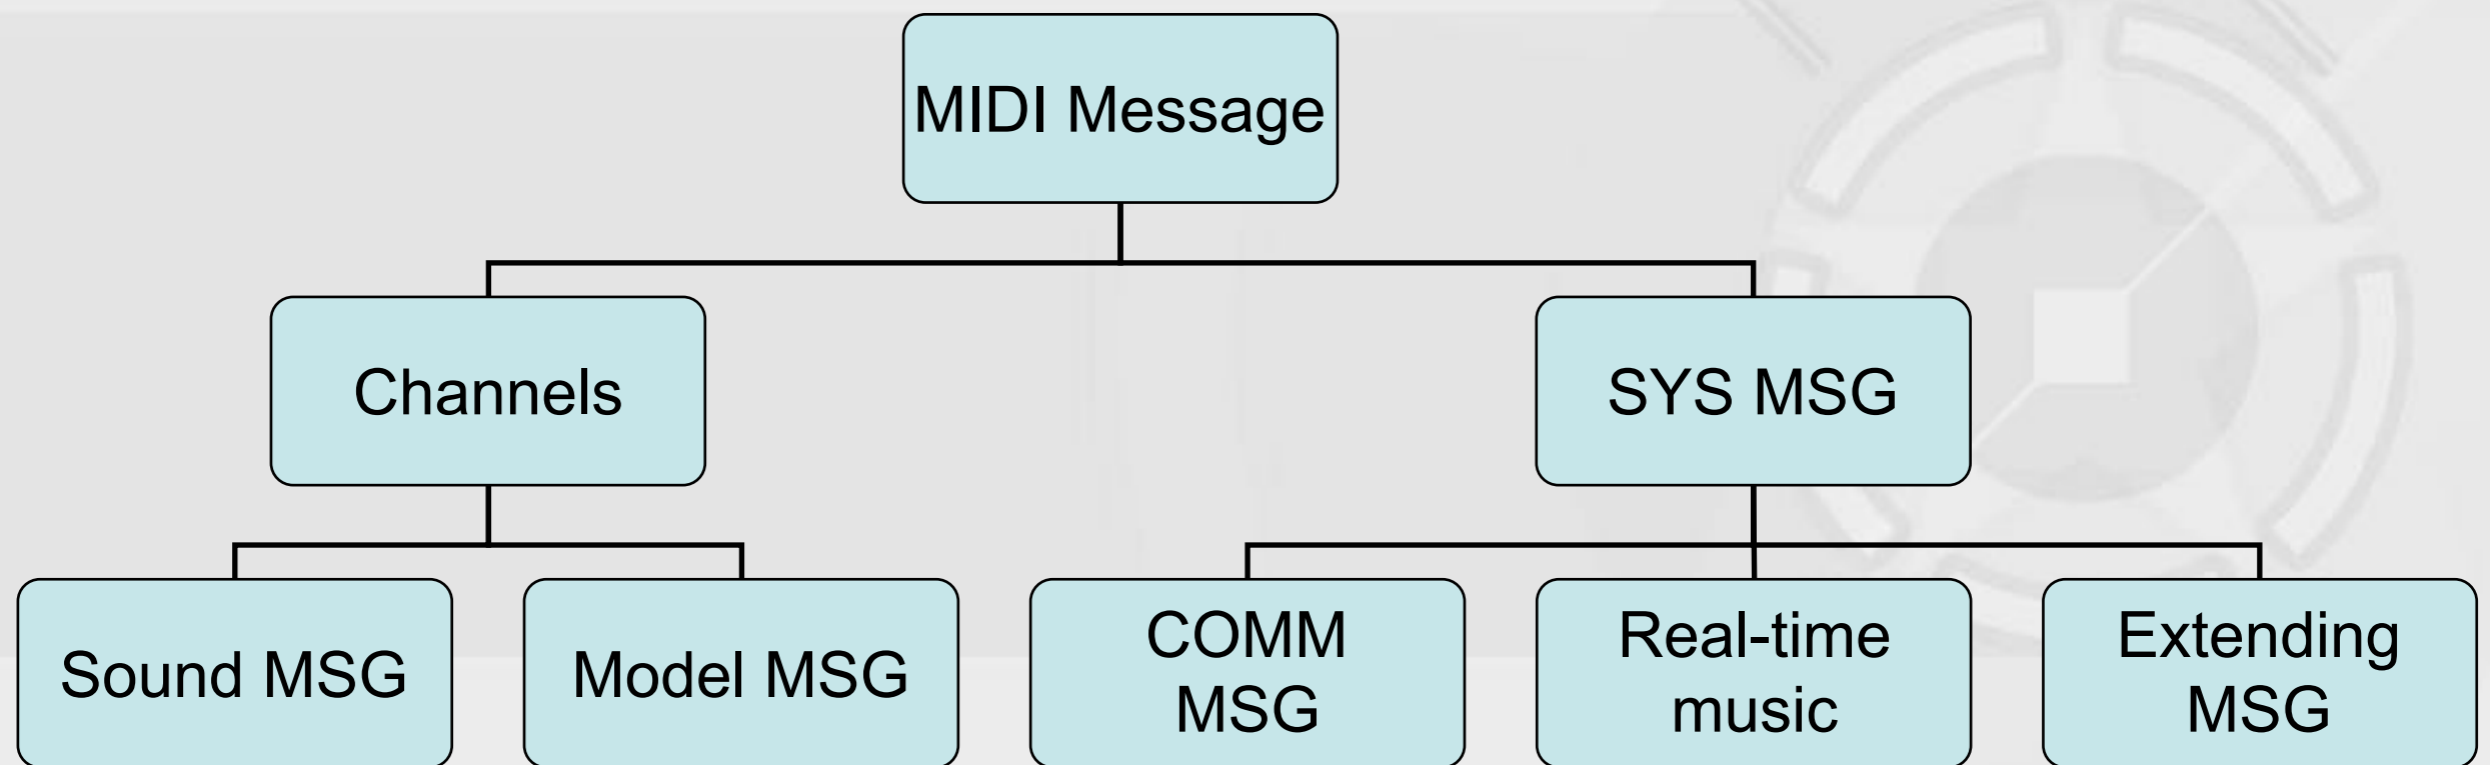 MIDI Message
Channels
SYS MSG
Sound MSG
Model MSG
COMM
MSG
Real-time
music
Extending
MSG